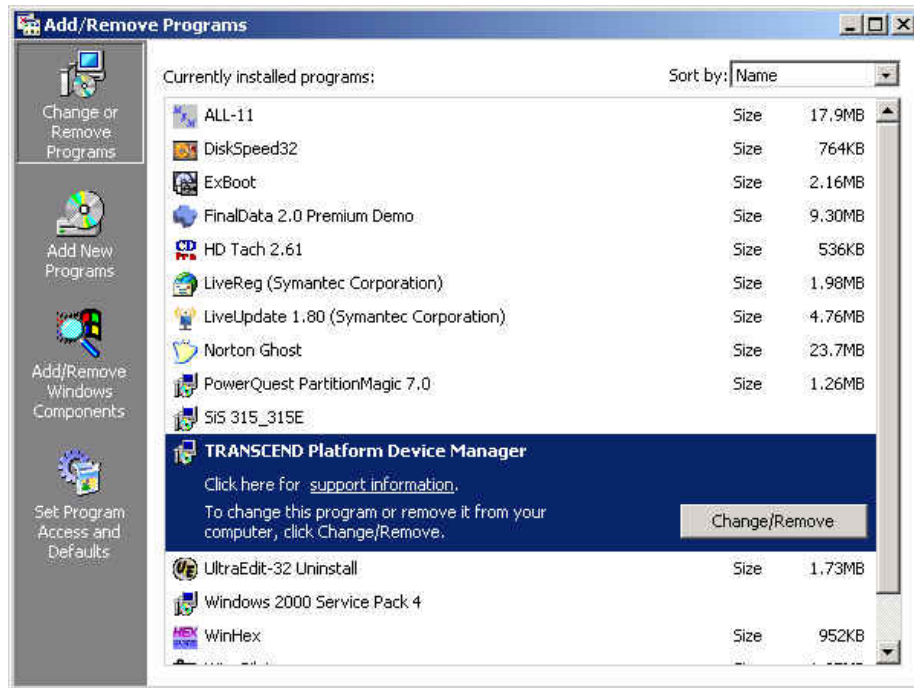 Add/Remove Programs
Change or
Remove
Programs
Add New
Programs
Add/Remove
Windows
Components
Set Program
Access and
Defaults
Currently installed programs:
Sort by: Name
ALL-11 Size 17.9MB
DiskSpeed32 Size 764KB
ExBoot Size 2.16MB
FinalData 2.0 Premium Demo Size 9.30MB
HD Tach 2.61 Size 536KB
LiveReg (Symantec Corporation) Size 1.98MB
LiveUpdate 1.80 (Symantec Corporation) Size 4.76MB
Norton Ghost Size 23.7MB
PowerQuest PartitionMagic 7.0 Size 1.26MB
SiS 315_315E
TRANSCEND Platform Device Manager
Click here for support information.
To change this program or remove it from your
computer, click Change/Remove.
Change/Remove
UltraEdit-32 Uninstall Size 1.73MB
Windows 2000 Service Pack 4
WinHex Size 952KB